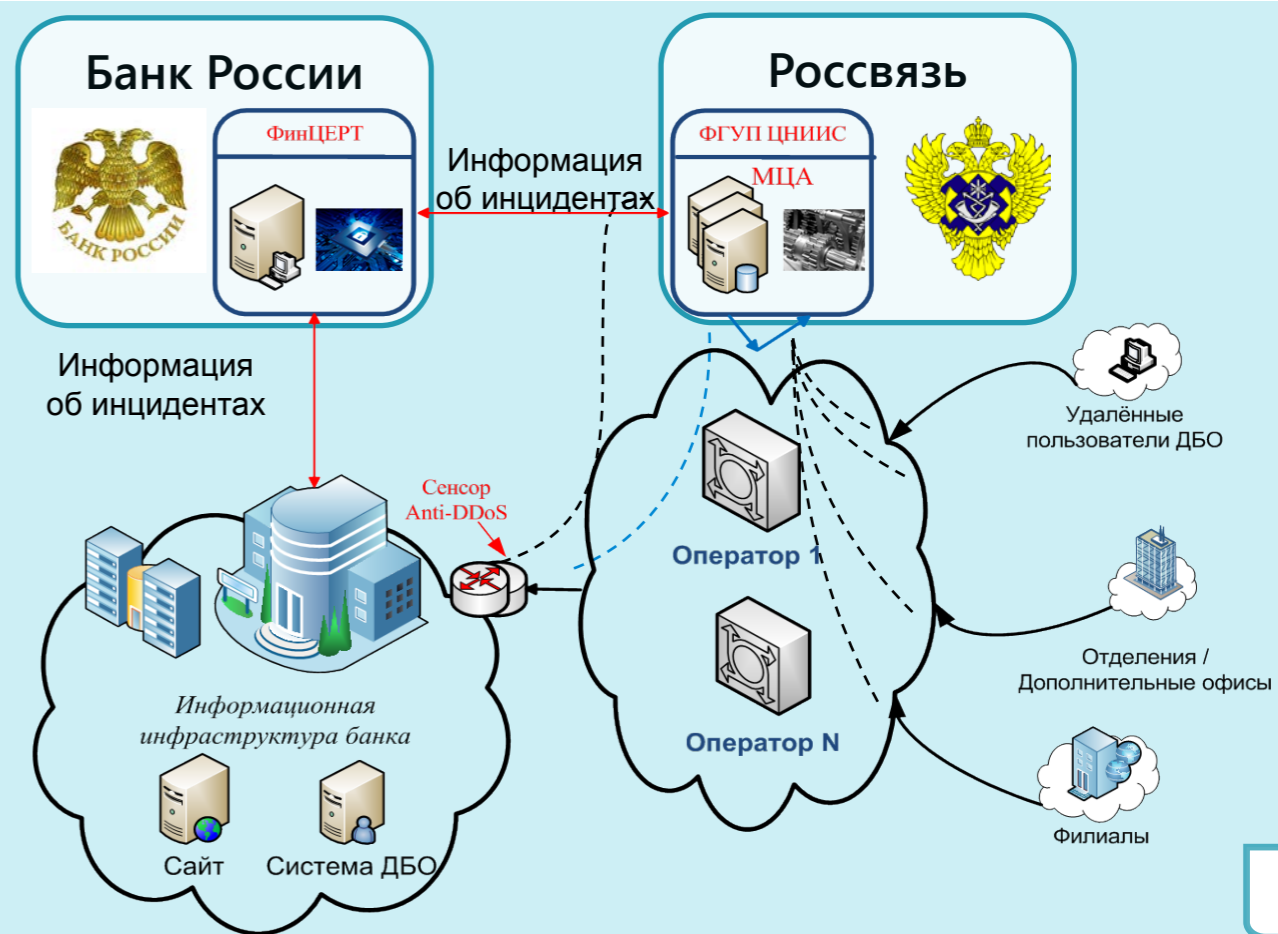 Банк России
Россвязь
ФинЦЕРТ
ФГУП ЦНИИС
МЦА
БАНК РОССИИ
Информация
об инцидентах
Информация
об инцидентах
Удалённые
пользователи ДБО
Сенсор
Anti-DDoS
Оператор 1
Отделения /
Дополнительные офисы
Информационная
инфраструктура банка
Оператор N
Филиалы
Сайт
Система ДБО